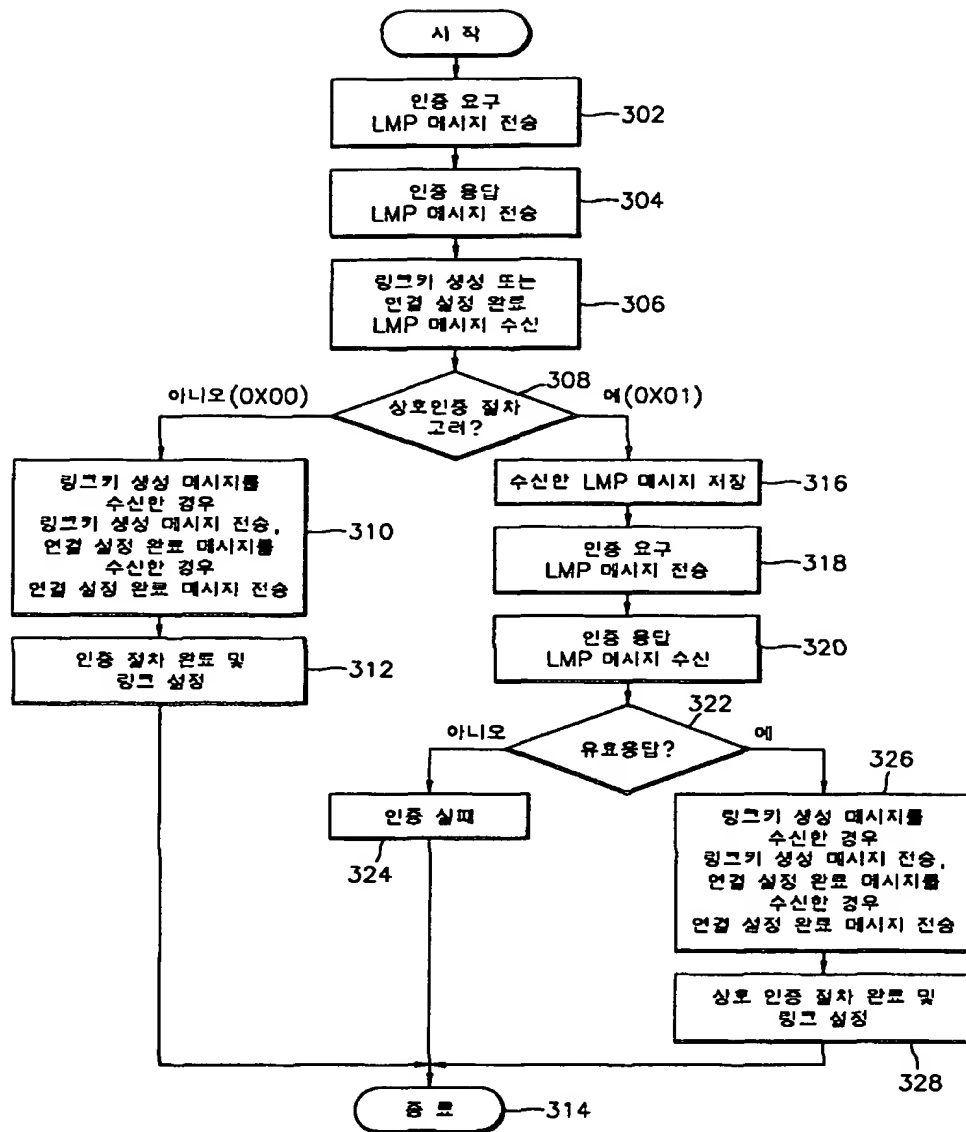 시 작
인증 요구
LMP 메시지 전송
302
인증 응답
LMP 메시지 전송
304
링크키 생성 또는
연결 설정 완료
LMP 메시지 수신
306
308
상호인증 절차
고려?
아니오(0X00)
예(0X01)
링크키 생성 메시지를
수신한 경우
링크키 생성 메시지 전송,
연결 설정 완료 메시지를
수신한 경우
연결 설정 완료 메시지 전송
310
인증 절차 완료 및
링크 설정
312
수신한 LMP 메시지 저장
316
인증 요구
LMP 메시지 전송
318
인증 응답
LMP 메시지 수신
320
322
유효응답?
아니오
예
인증 실패
324
326
링크키 생성 메시지를
수신한 경우
링크키 생성 메시지 전송,
연결 설정 완료 메시지를
수신한 경우
연결 설정 완료 메시지 전송
상호 인증 절차 완료 및
링크 설정
328
종 료
314